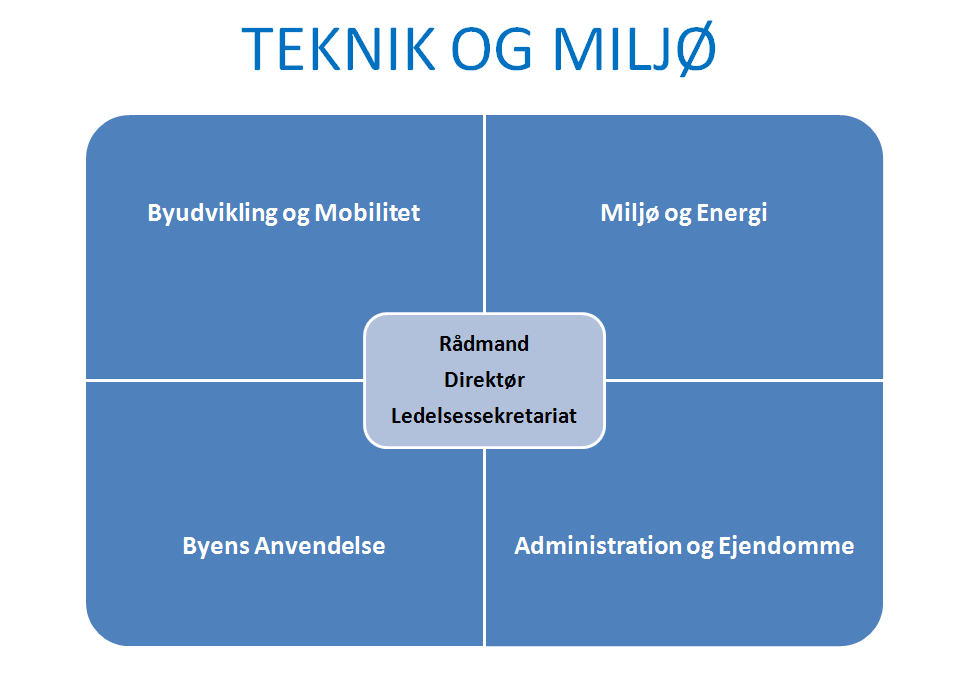 TEKNIK OG MILJØ
Byudvikling og Mobilitet
Miljø og Energi
Rådmand
Direktør
Ledelsessekretariat
Byens Anvendelse
Administration og Ejendomme